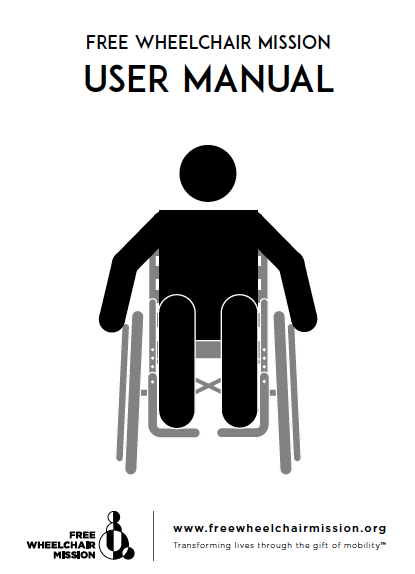 FREE WHEELCHAIR MISSION
USER MANUAL
FREE
WHEELCHAIR
MISSION
www.freewheelchairmission.org
Transforming lives through the gift of mobility™